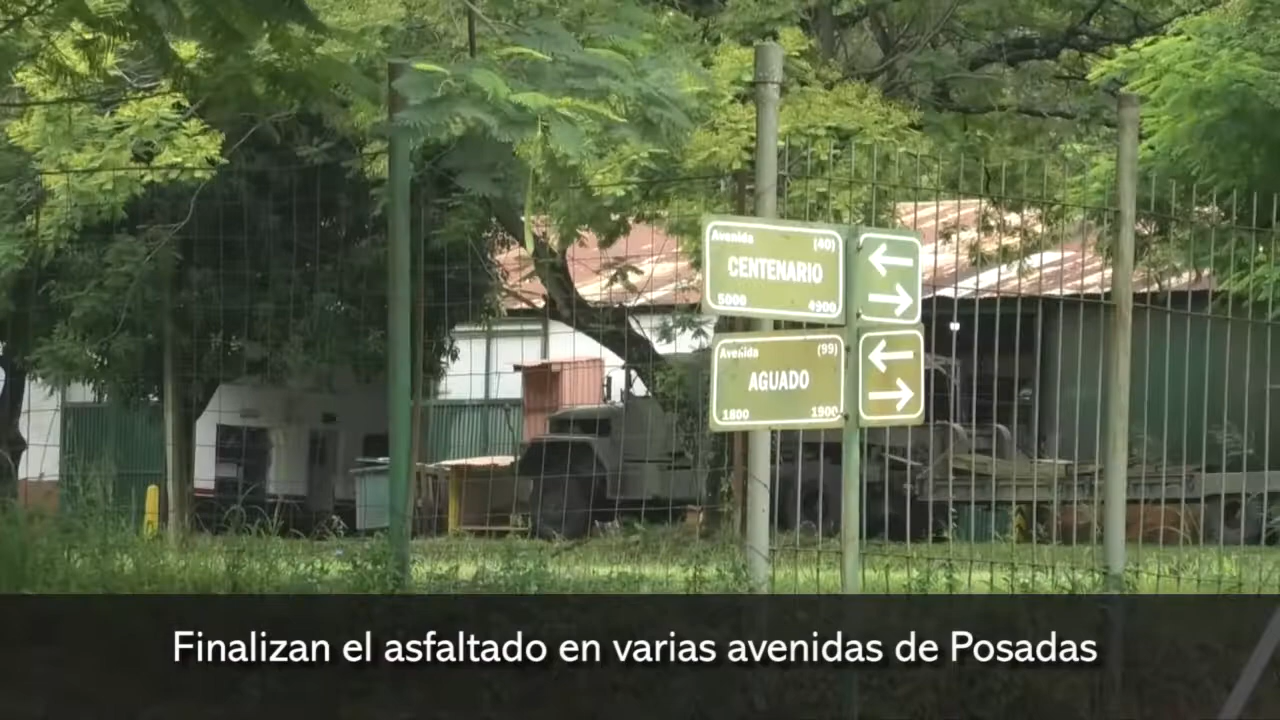 Avenida (40)
CENTENARIO
5000 4900
Avenida (99)
AGUADO
1800 1900
Finalizan el asfaltado en varias avenidas de Posadas